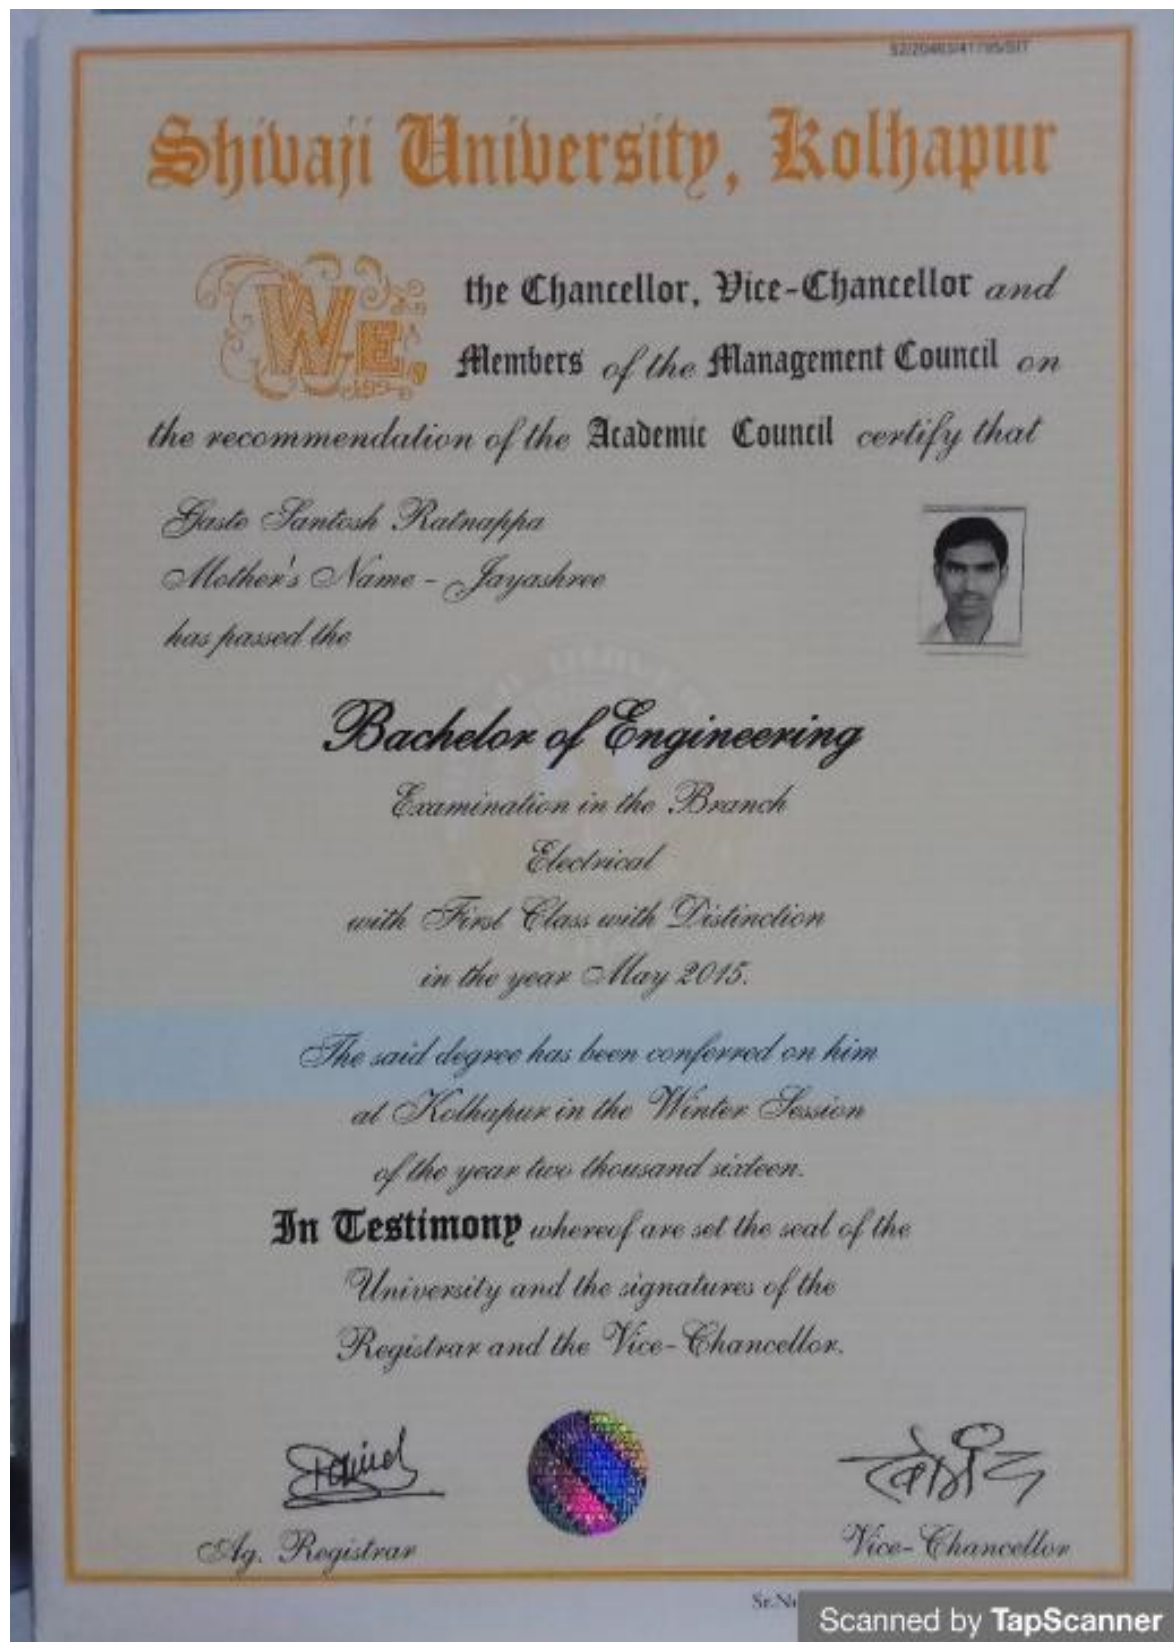 Shivaji University, Kolhapur
WE, the Chancellor, Vice-Chancellor and
Members of the Management Council on
the recommendation of the Academic Council certify that
Gaste Santosh Ratnappa
Mother's Name - Jayashree
has passed the
Bachelor of Engineering
Examination in the Branch
Electrical
with First Class with Distinction
in the year May 2015.
The said degree has been conferred on him
at Kolhapur in the Winter Session
of the year two thousand sixteen.
In Testimony whereof are set the seal of the
University and the signatures of the
Registrar and the Vice-Chancellor.
Ag. Registrar
Vice-Chancellor
Scanned by TapScanner